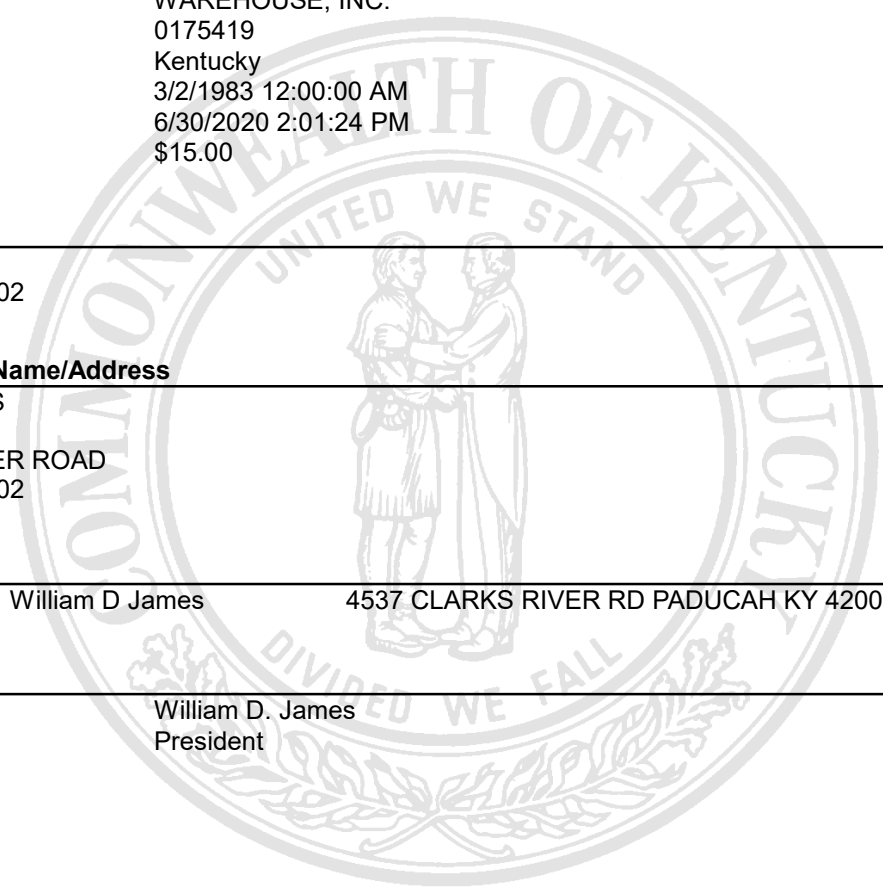 WAREHOUSE, INC.
0175419
Kentucky
3/2/1983 12:00:00 AM
6/30/2020 2:01:24 PM
$15.00
COMMONWEALTH OF KENTUCKY
UNITED WE STAND
02
Name/Address
S
ER ROAD
02
William D James 4537 CLARKS RIVER RD PADUCAH KY 4200
DIVIDED WE FALL
William D. James
President